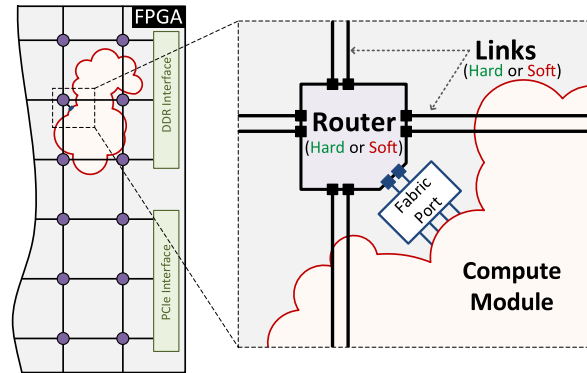 FPGA
DDR Interface
PCIe Interface
Links
(Hard or Soft)
Router
(Hard or Soft)
Fabric
Port
Compute
Module